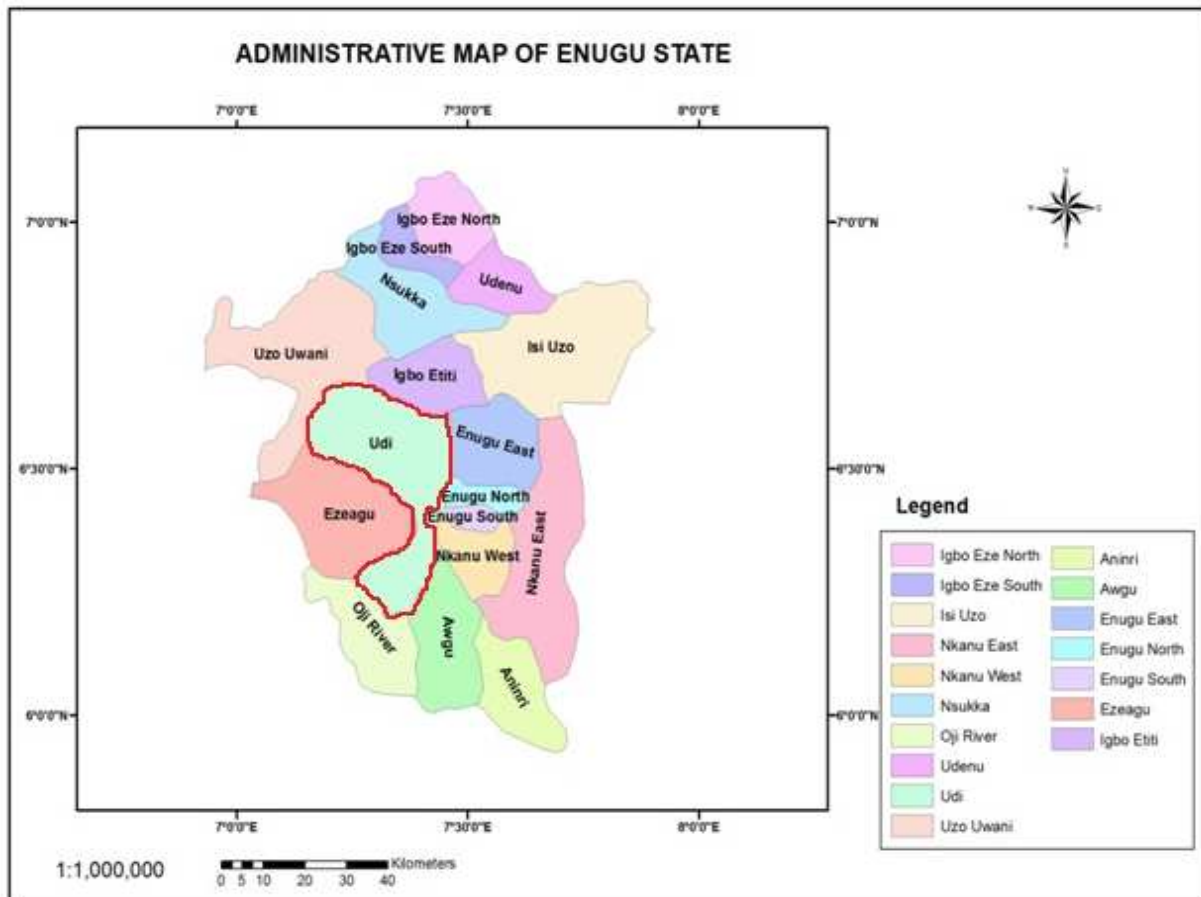 ADMINISTRATIVE MAP OF ENUGU STATE
7°0'0"E
7°30'0"E
8°0'0"E
N
W
S
7°0'0"N
7°0'0"N
Igbo Eze North
Igbo Eze South
Nsukka
Udenu
Uzo Uwani
Isi Uzo
Igbo Etiti
Udi
Enugu East
6°30'0"N
6°30'0"N
Enugu North
Ezeagu
Enugu South
Nkanu West
Nkanu East
Oji River
Awgu
Aninri
6°0'0"N
6°0'0"N
7°0'0"E
7°30'0"E
8°0'0"E
Legend
Igbo Eze North
Igbo Eze South
Isi Uzo
Nkanu East
Nkanu West
Nsukka
Oji River
Udenu
Udi
Uzo Uwani
Aninri
Awgu
Enugu East
Enugu North
Enugu South
Ezeagu
Igbo Etiti
1:1,000,000
Kilometers
0 5 10 20 30 40